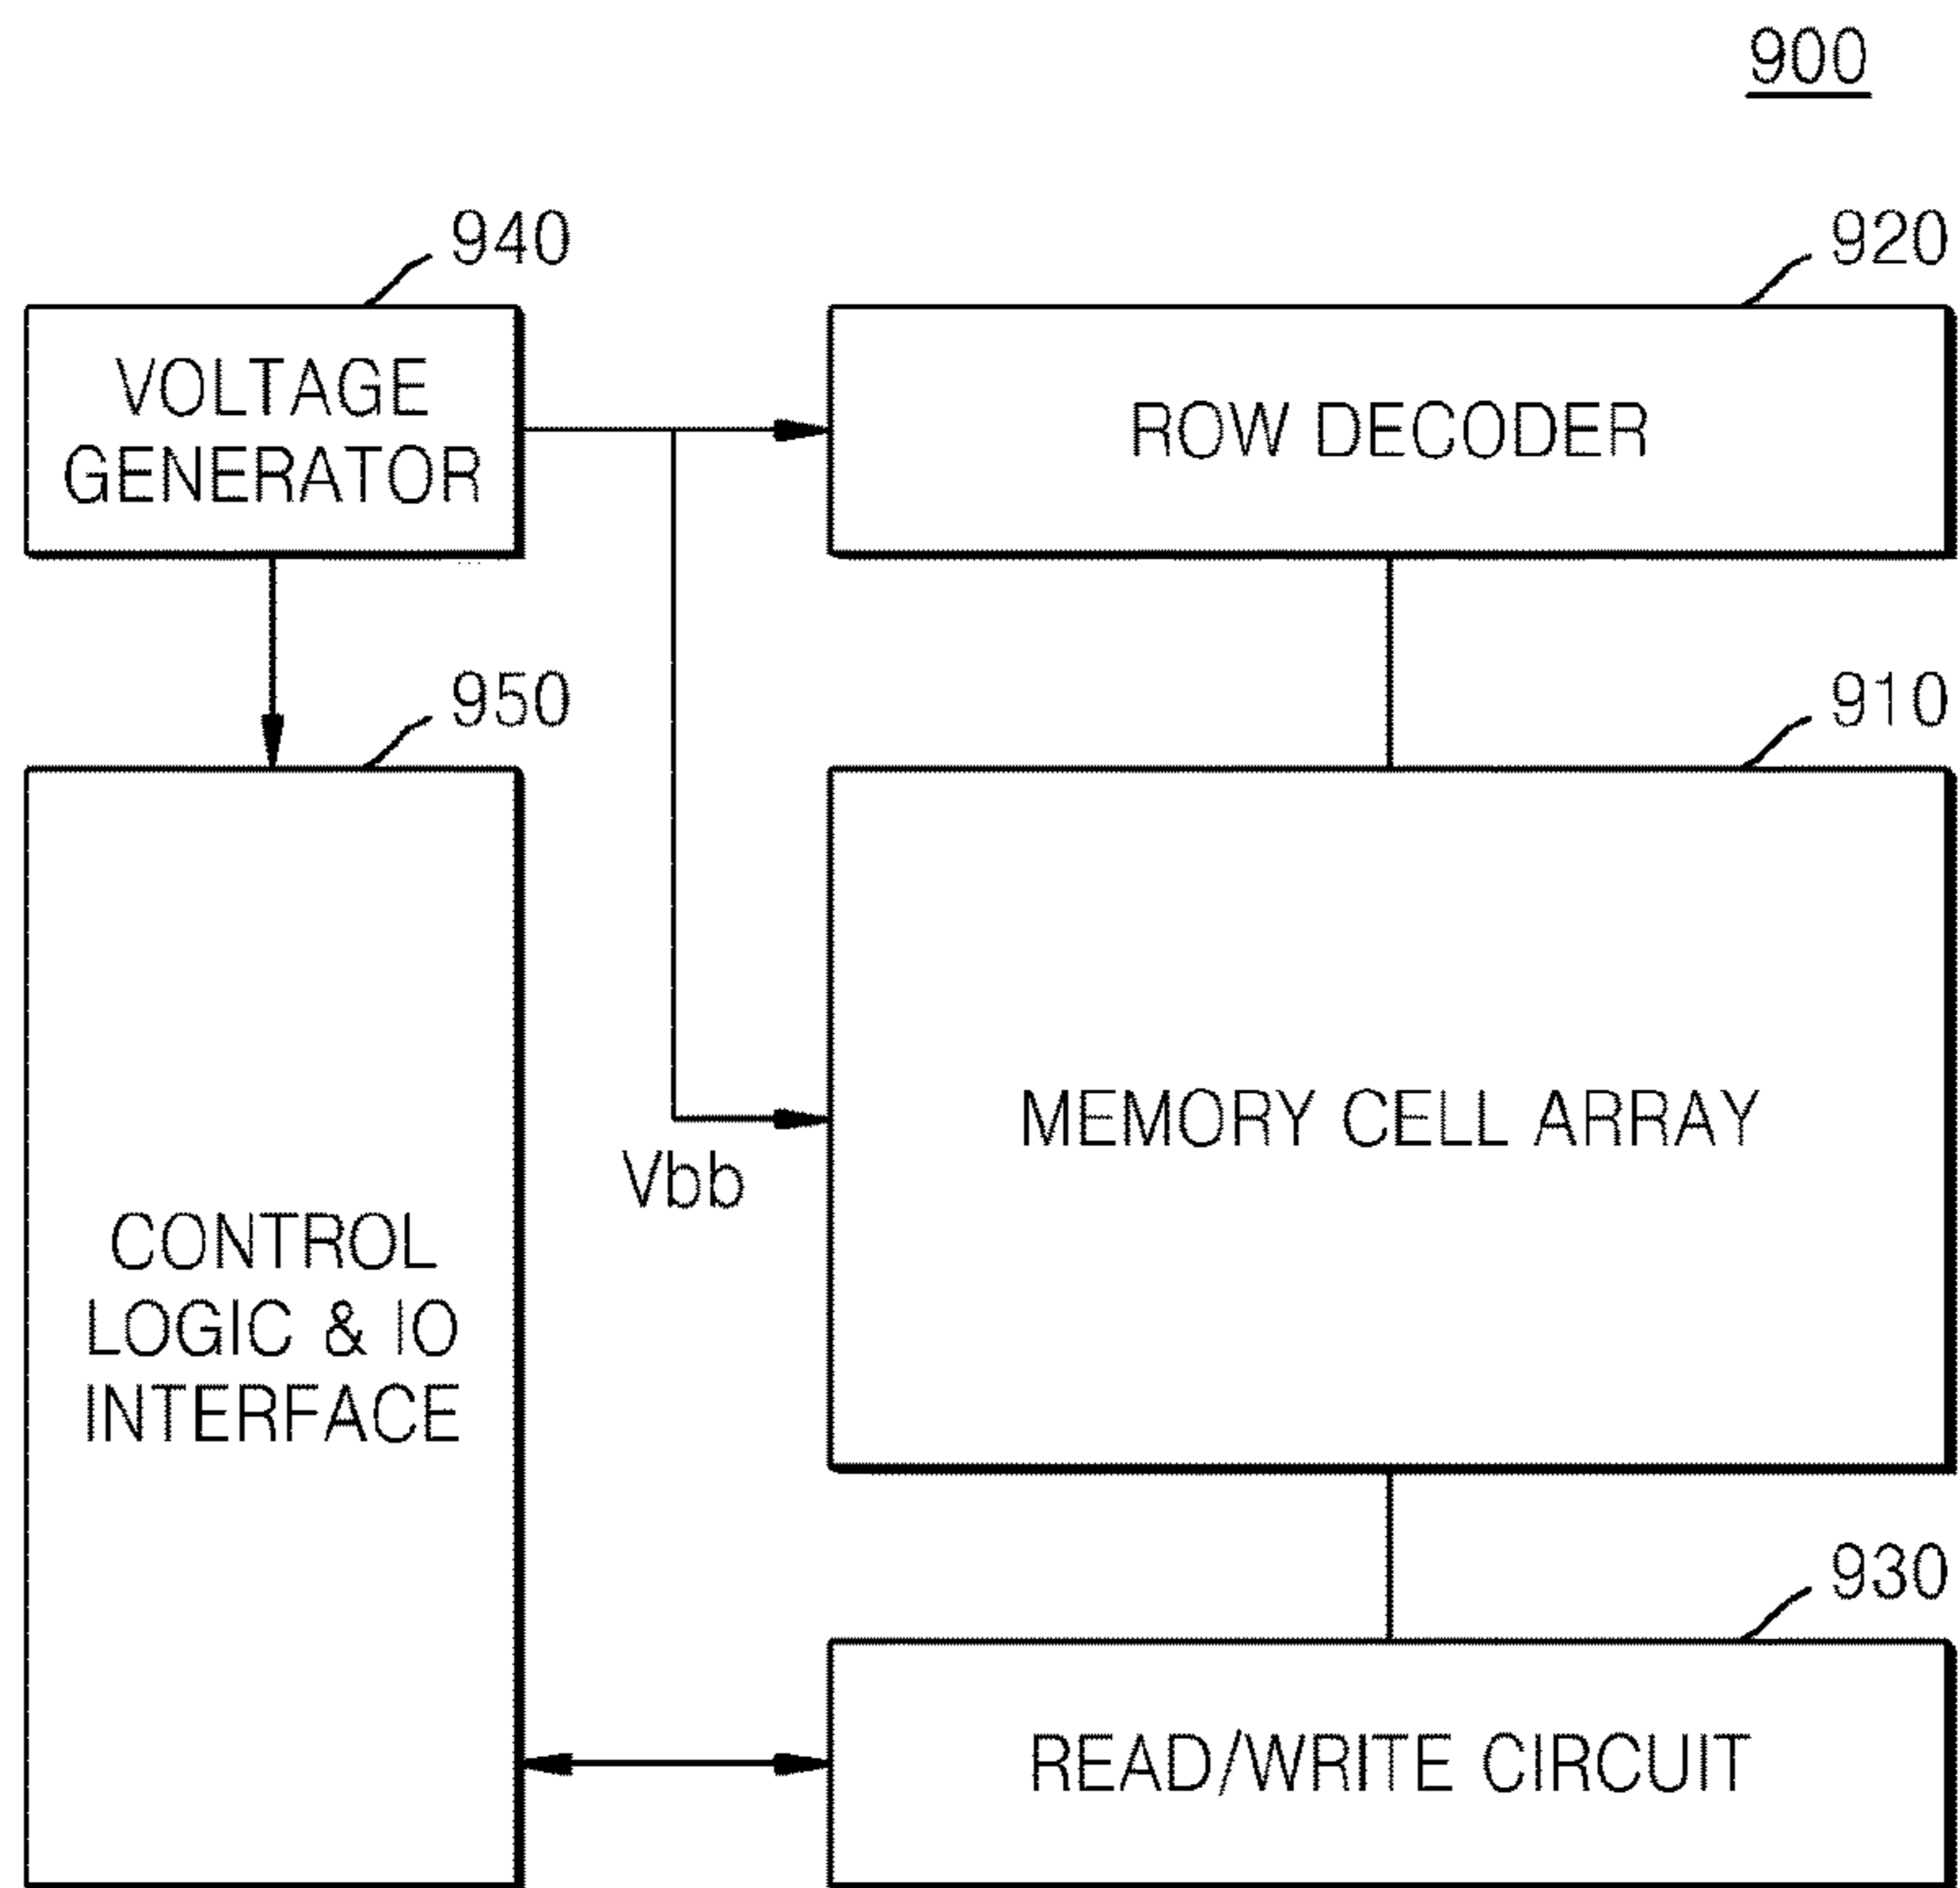 900
940
920
VOLTAGE
GENERATOR
ROW DECODER
950
910
MEMORY CELL ARRAY
Vbb
CONTROL
LOGIC & IO
INTERFACE
930
READ/WRITE CIRCUIT